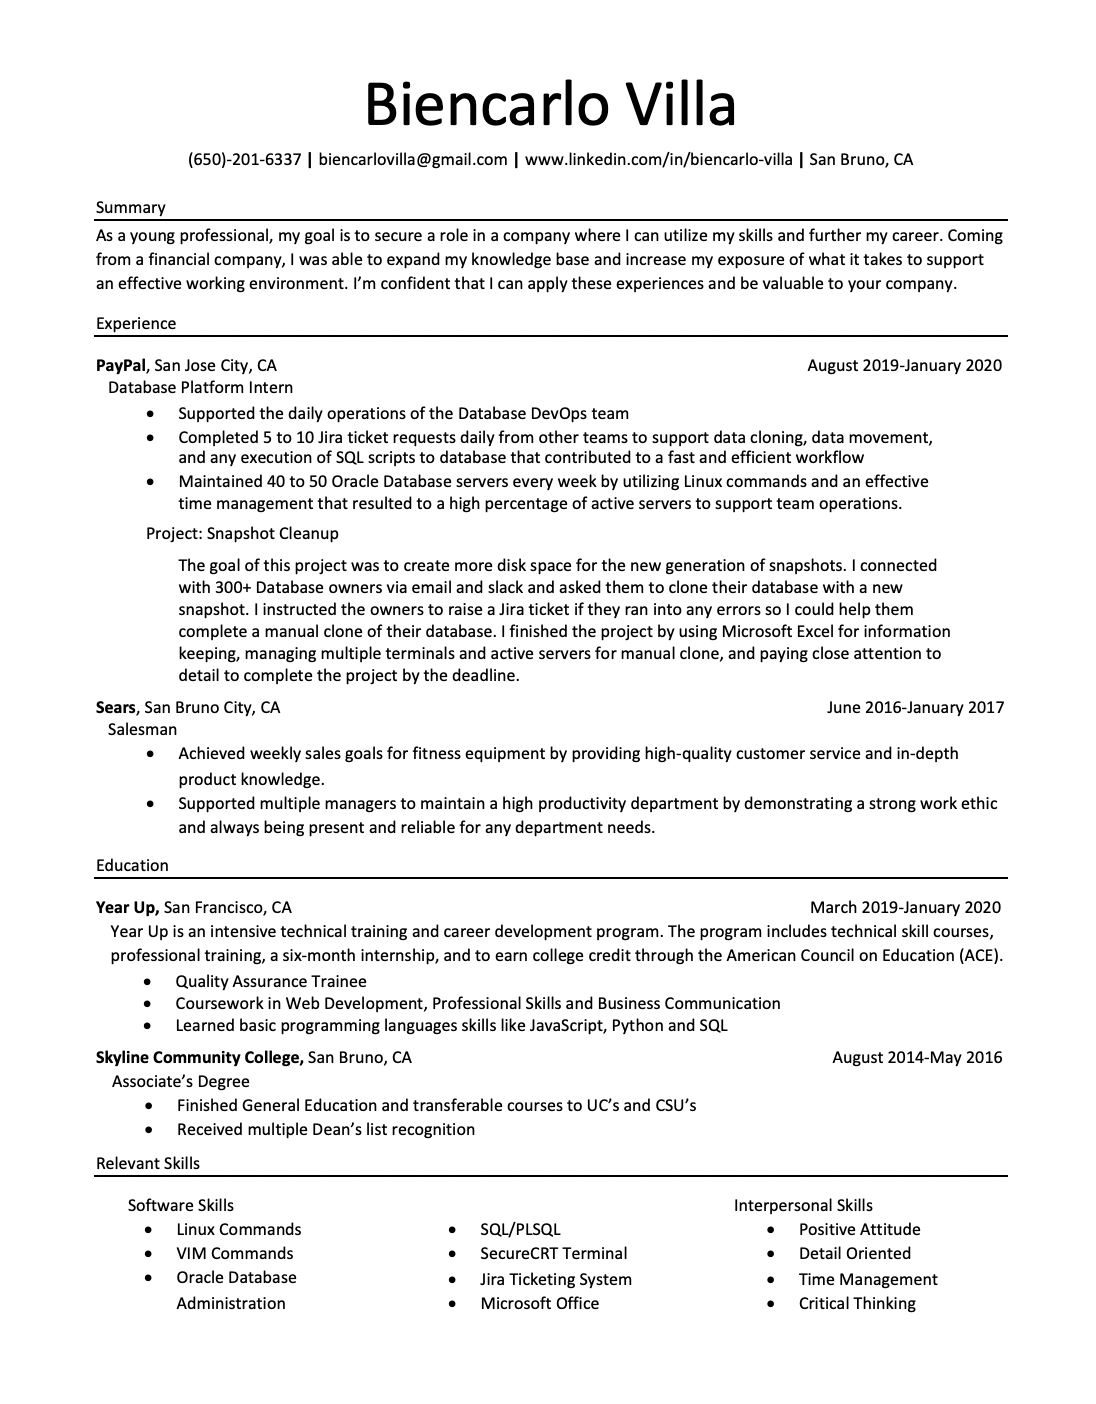 Biencarlo Villa
(650)-201-6337 | biencarlovilla@gmail.com | www.linkedin.com/in/biencarlo-villa | San Bruno, CA
Summary
As a young professional, my goal is to secure a role in a company where I can utilize my skills and further my career. Coming
from a financial company, I was able to expand my knowledge base and increase my exposure of what it takes to support
an effective working environment. I’m confident that I can apply these experiences and be valuable to your company.
Experience
PayPal, San Jose City, CA August 2019-January 2020
Database Platform Intern
• Supported the daily operations of the Database DevOps team
• Completed 5 to 10 Jira ticket requests daily from other teams to support data cloning, data movement,
and any execution of SQL scripts to database that contributed to a fast and efficient workflow
• Maintained 40 to 50 Oracle Database servers every week by utilizing Linux commands and an effective
time management that resulted to a high percentage of active servers to support team operations.
Project: Snapshot Cleanup
The goal of this project was to create more disk space for the new generation of snapshots. I connected
with 300+ Database owners via email and slack and asked them to clone their database with a new
snapshot. I instructed the owners to raise a Jira ticket if they ran into any errors so I could help them
complete a manual clone of their database. I finished the project by using Microsoft Excel for information
keeping, managing multiple terminals and active servers for manual clone, and paying close attention to
detail to complete the project by the deadline.
Sears, San Bruno City, CA June 2016-January 2017
Salesman
• Achieved weekly sales goals for fitness equipment by providing high-quality customer service and in-depth
product knowledge.
• Supported multiple managers to maintain a high productivity department by demonstrating a strong work ethic
and always being present and reliable for any department needs.
Education
Year Up, San Francisco, CA March 2019-January 2020
Year Up is an intensive technical training and career development program. The program includes technical skill courses,
professional training, a six-month internship, and to earn college credit through the American Council on Education (ACE).
• Quality Assurance Trainee
• Coursework in Web Development, Professional Skills and Business Communication
• Learned basic programming languages skills like JavaScript, Python and SQL
Skyline Community College, San Bruno, CA August 2014-May 2016
Associate’s Degree
• Finished General Education and transferable courses to UC’s and CSU’s
• Received multiple Dean’s list recognition
Relevant Skills
Software Skills
• Linux Commands
• VIM Commands
• Oracle Database
Administration
• SQL/PLSQL
• SecureCRT Terminal
• Jira Ticketing System
• Microsoft Office
Interpersonal Skills
• Positive Attitude
• Detail Oriented
• Time Management
• Critical Thinking